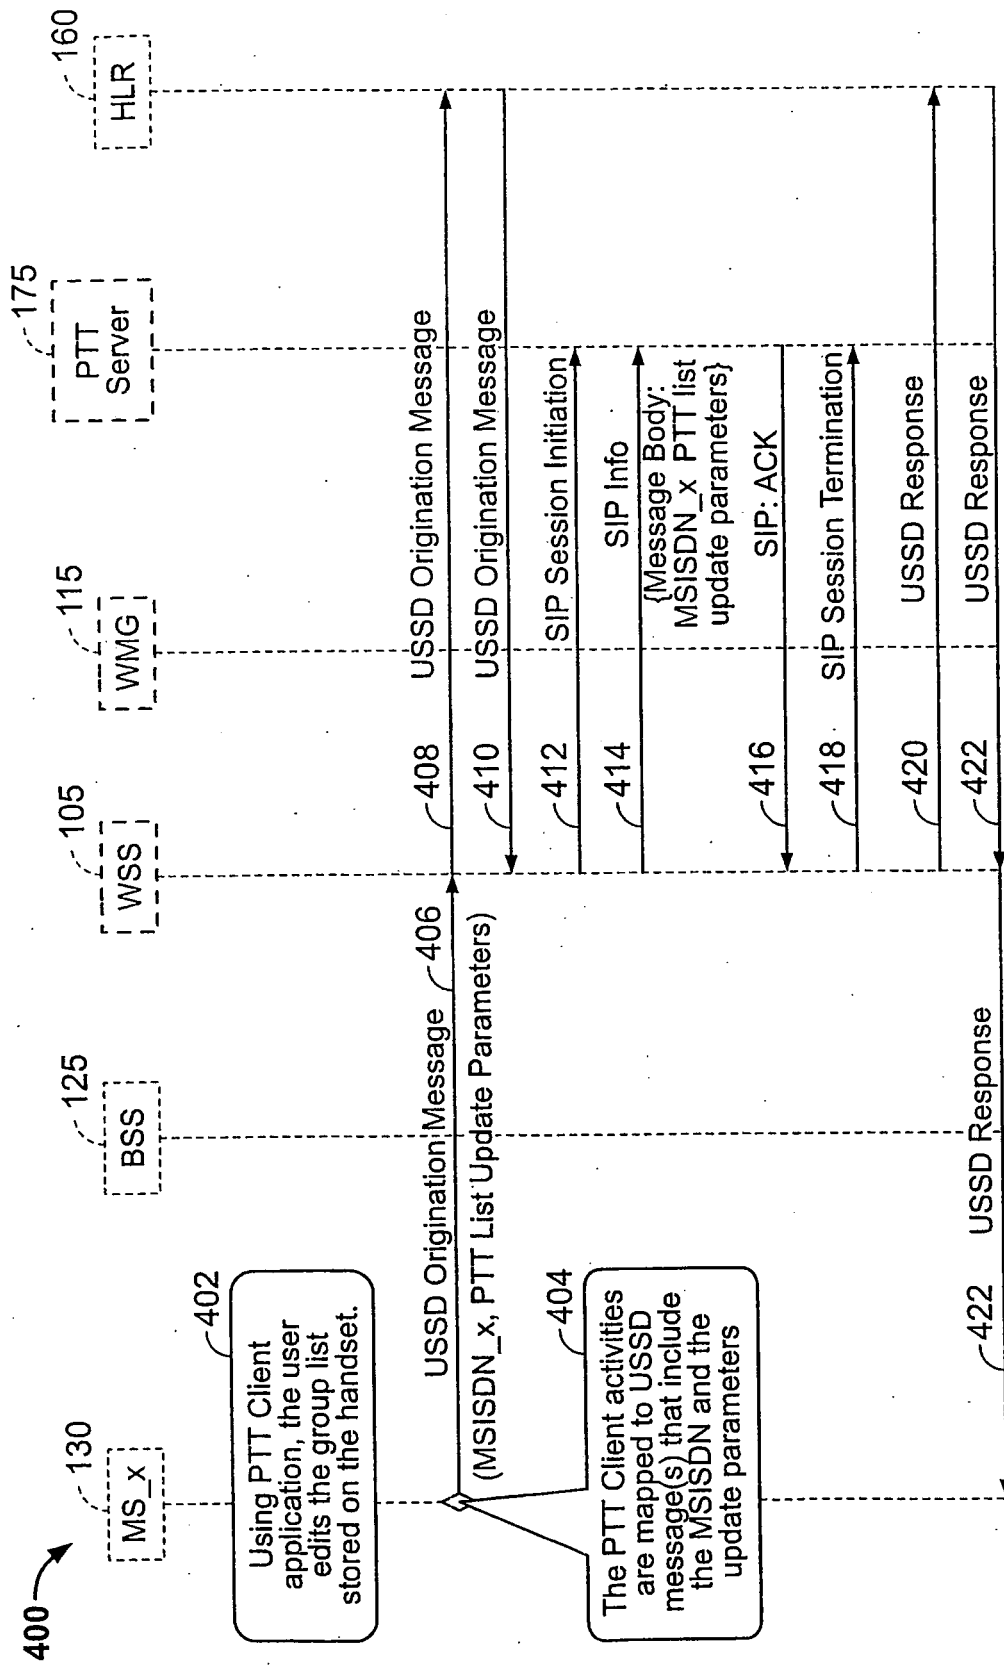 400
130
MS_x
125
BSS
105
WSS
115
WMG
175
PTT
Server
160
HLR
402
Using PTT Client
application, the user
edits the group list
stored on the handset.
USSD Origination Message
406
(MSISDN_x, PTT List Update Parameters)
404
The PTT Client activities
are mapped to USSD
message(s) that include
the MSISDN and the
update parameters
408
USSD Origination Message
410
USSD Origination Message
412
SIP Session Initiation
414
SIP Info
{Message Body:
MSISDN_x PTT list
update parameters}
416
SIP: ACK
418
SIP Session Termination
420
USSD Response
422
USSD Response
422
USSD Response